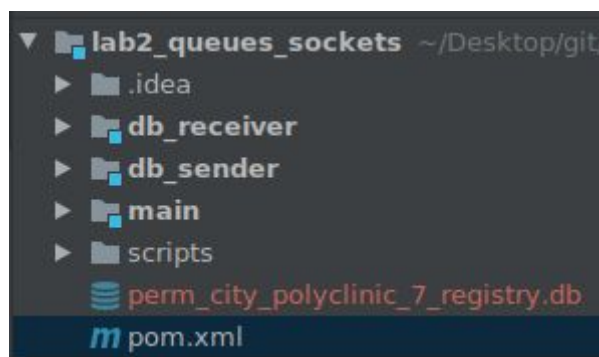 lab2_queues_sockets ~/Desktop/git
.idea
db_receiver
db_sender
main
scripts
perm_city_polyclinic_7_registry.db
m pom.xml